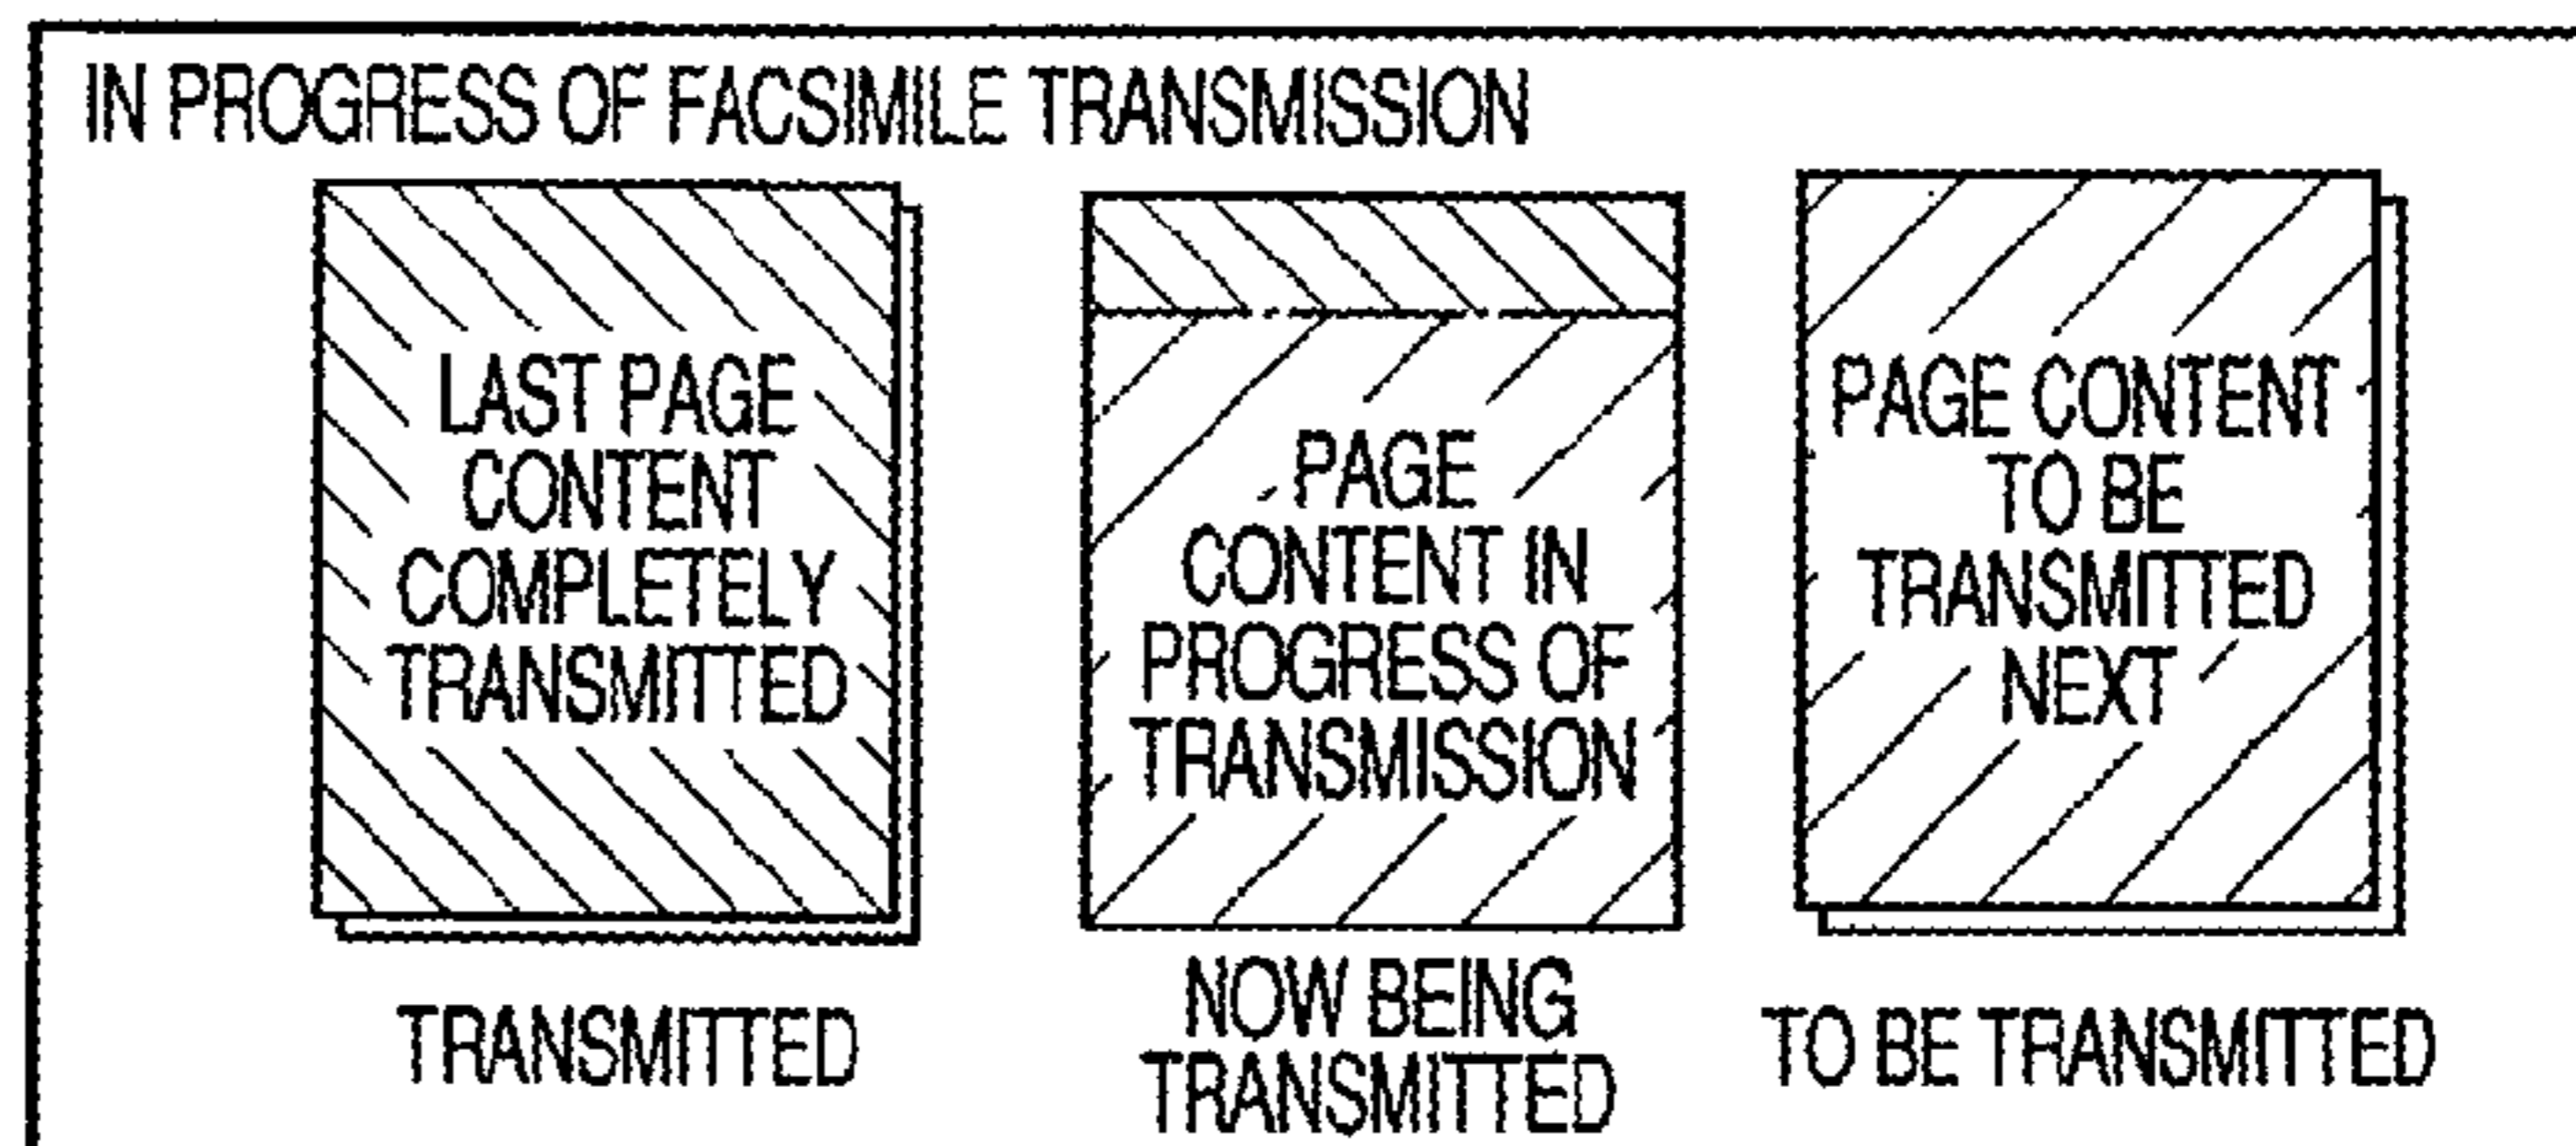 IN PROGRESS OF FACSIMILE TRANSMISSION
LAST PAGE
CONTENT
COMPLETELY
TRANSMITTED
PAGE
CONTENT IN
PROGRESS OF
TRANSMISSION
PAGE CONTENT
TO BE
TRANSMITTED
NEXT
TRANSMITTED
NOW BEING
TRANSMITTED
TO BE TRANSMITTED